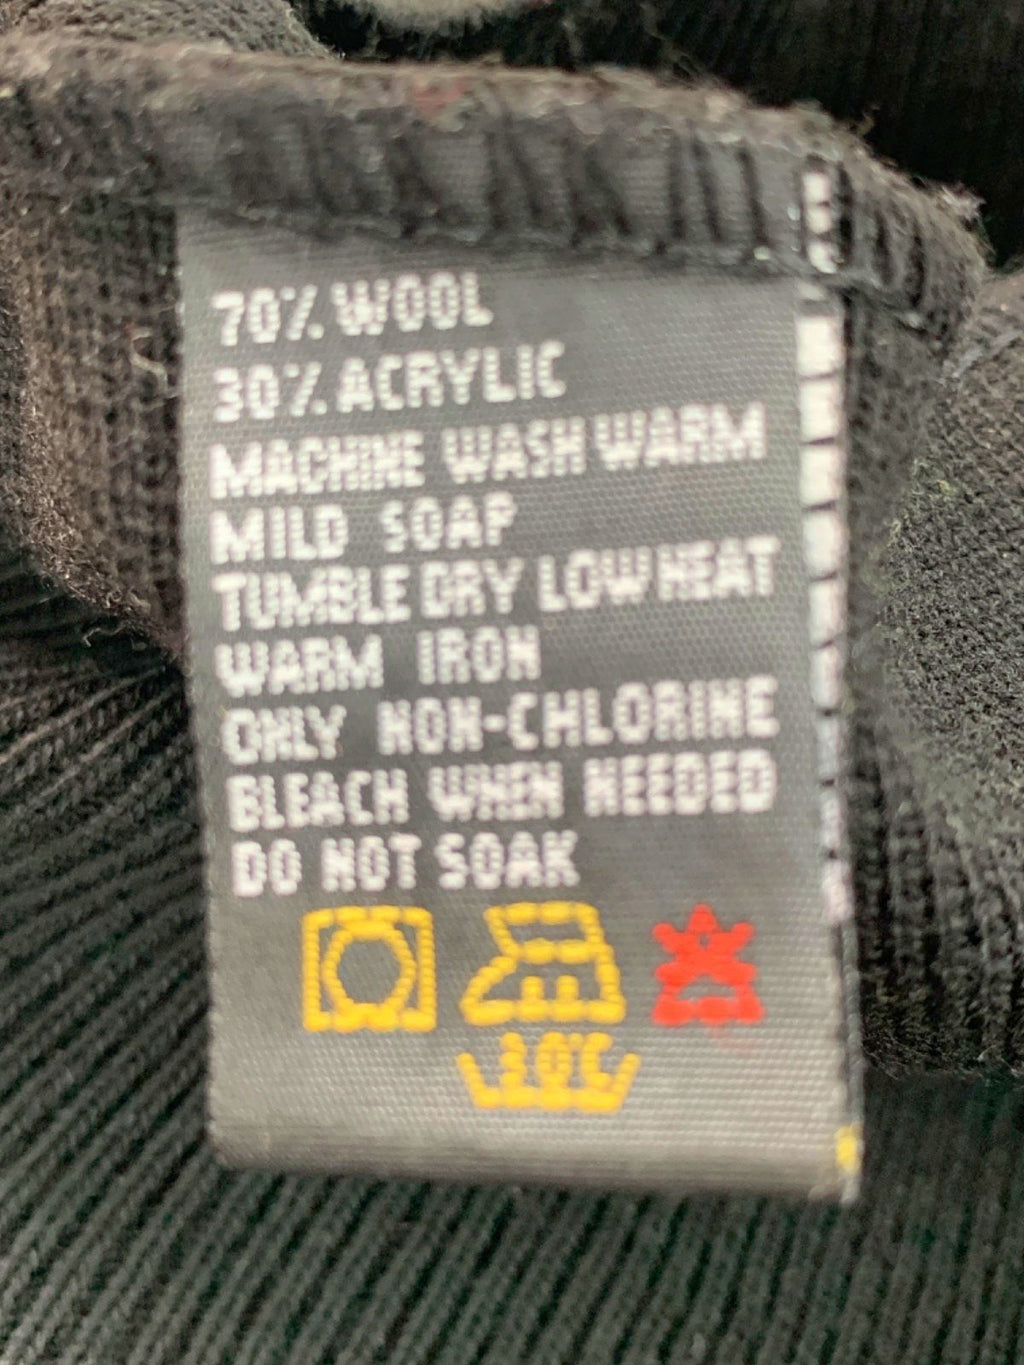 70% WOOL
30% ACRYLIC
MACHINE WASH WARM
MILD SOAP
TUMBLE DRY LOW HEAT
WARM IRON
ONLY NON-CHLORINE
BLEACH WHEN NEEDED
DO NOT SOAK
30°C